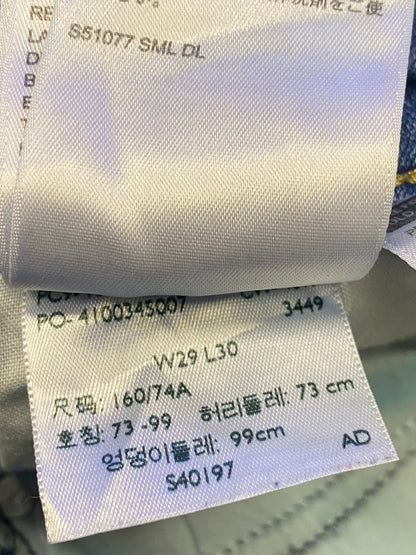 S51077 SML DL
PO- 4100345007
3449
W29 L30
尺码: 160/74A
호칭: 73 -99 허리둘레: 73 cm
엉덩이둘레: 99cm
AD
S40197